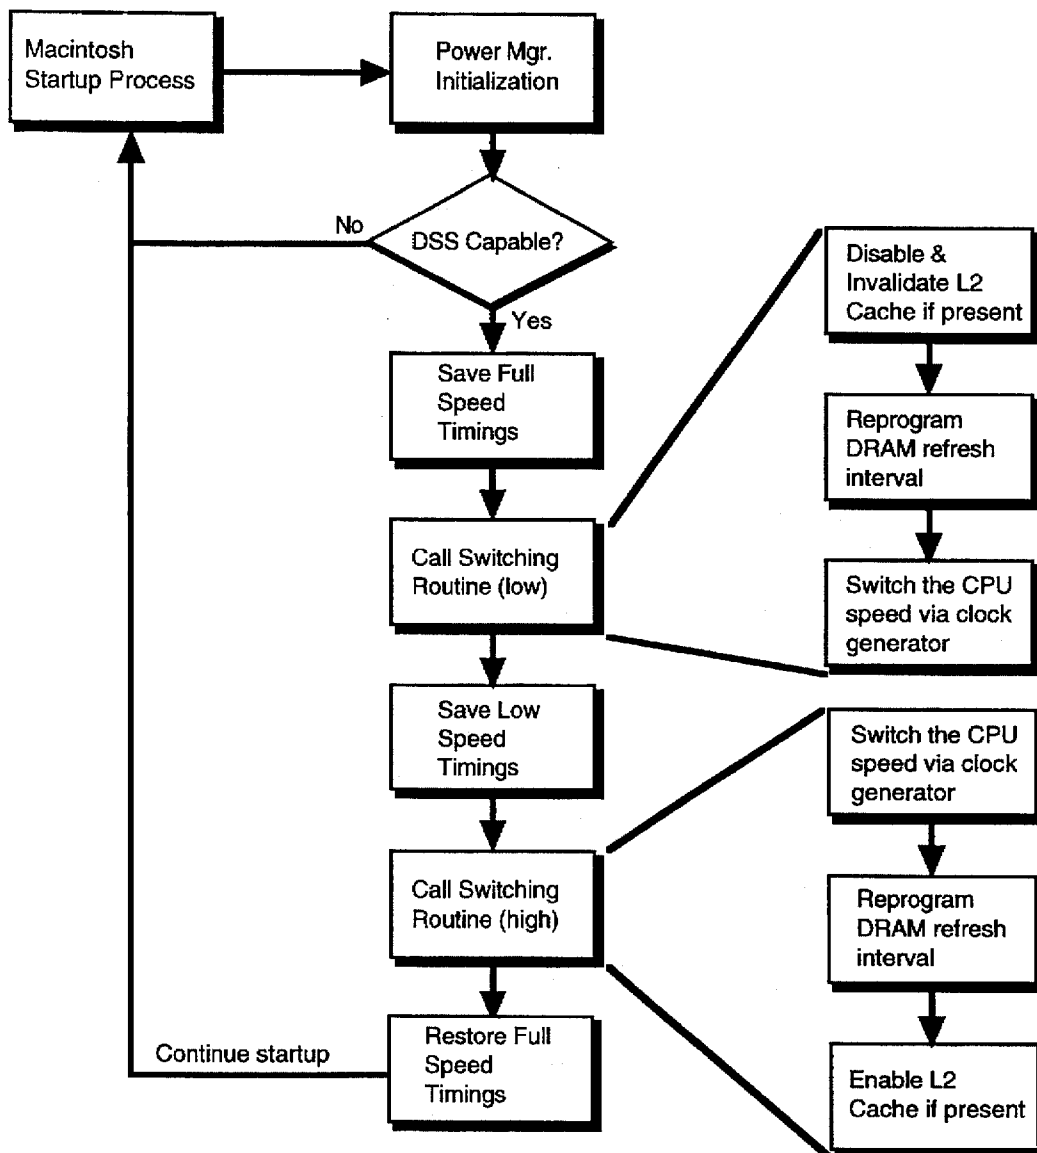 Macintosh
Startup Process
Power Mgr.
Initialization
DSS Capable?
No
Yes
Save Full
Speed
Timings
Call Switching
Routine (low)
Save Low
Speed
Timings
Call Switching
Routine (high)
Restore Full
Speed
Timings
Continue startup
Disable &
Invalidate L2
Cache if present
Reprogram
DRAM refresh
interval
Switch the CPU
speed via clock
generator
Switch the CPU
speed via clock
generator
Reprogram
DRAM refresh
interval
Enable L2
Cache if present